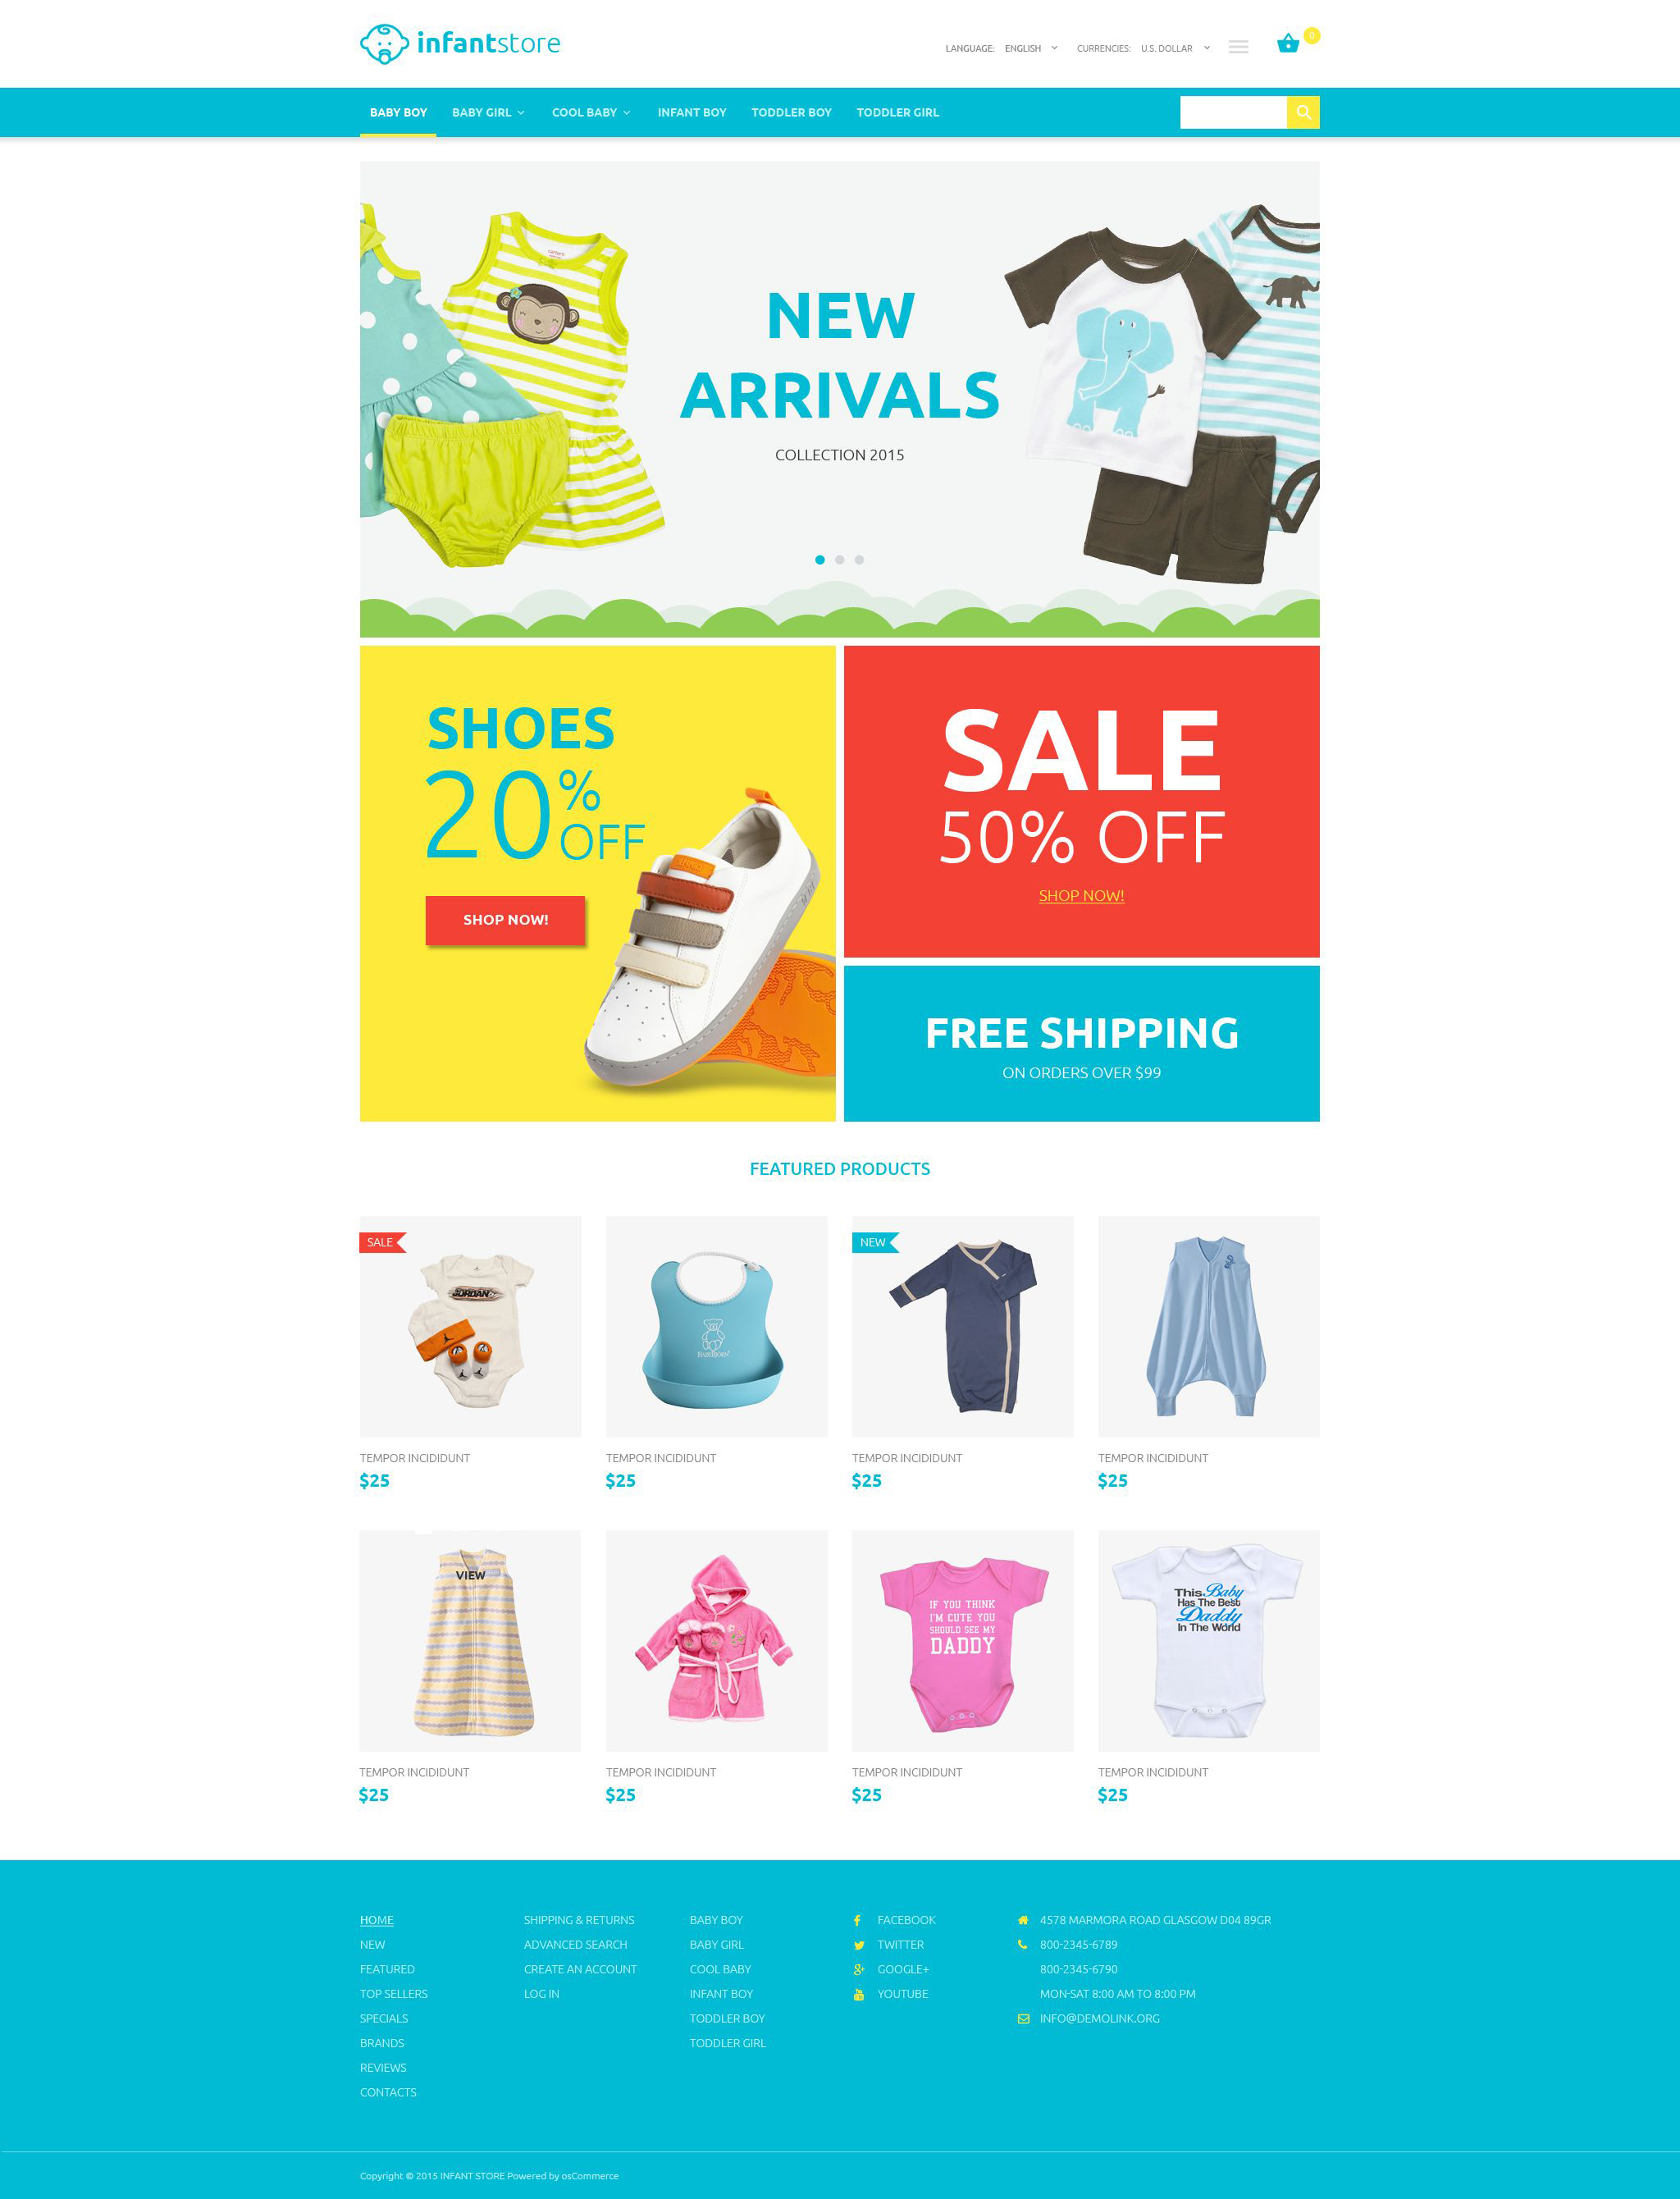 infantstore
LANGUAGE: ENGLISH CURRENCIES: U.S. DOLLAR 0
BABY BOY BABY GIRL COOL BABY INFANT BOY TODDLER BOY TODDLER GIRL
NEW
ARRIVALS
COLLECTION 2015
SHOES
20%
OFF
SHOP NOW!
SALE
50% OFF
SHOP NOW!
FREE SHIPPING
ON ORDERS OVER $99
FEATURED PRODUCTS
SALE
JORDAN
BABYBJÖRN
NEW
TEMPOR INCIDIDUNT TEMPOR INCIDIDUNT TEMPOR INCIDIDUNT TEMPOR INCIDIDUNT
$25 $25 $25 $25
VIEW
IF YOU THINK
I'M CUTE YOU
SHOULD SEE MY
DADDY
This Baby
Has The Best
Daddy
In The World
TEMPOR INCIDIDUNT TEMPOR INCIDIDUNT TEMPOR INCIDIDUNT TEMPOR INCIDIDUNT
$25 $25 $25 $25
HOME
NEW
FEATURED
TOP SELLERS
SPECIALS
BRANDS
REVIEWS
CONTACTS
SHIPPING & RETURNS
ADVANCED SEARCH
CREATE AN ACCOUNT
LOG IN
BABY BOY
BABY GIRL
COOL BABY
INFANT BOY
TODDLER BOY
TODDLER GIRL
FACEBOOK
TWITTER
GOOGLE+
YOUTUBE
4578 MARMORA ROAD GLASGOW D04 89GR
800-2345-6789
800-2345-6790
MON-SAT 8:00 AM TO 8:00 PM
INFO@DEMOLINK.ORG
Copyright © 2015 INFANT STORE Powered by osCommerce